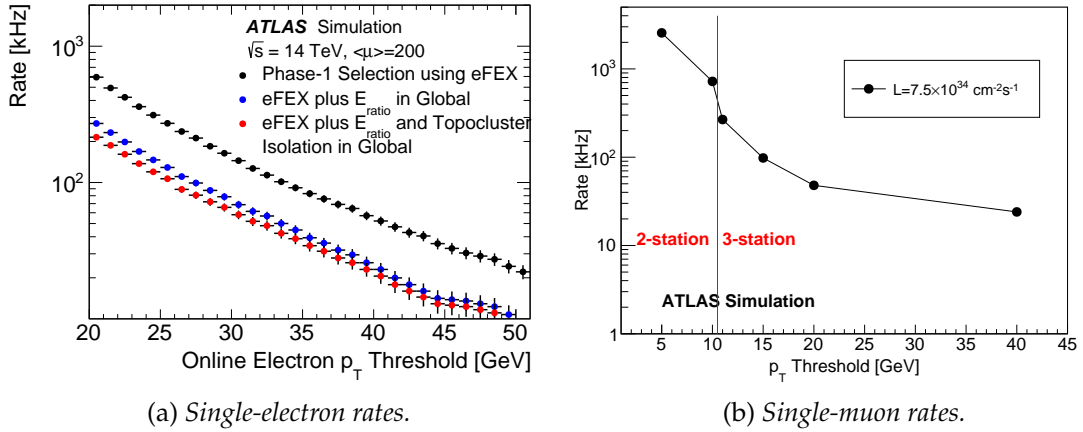 Rate [kHz]
10³
10²
ATLAS Simulation
√s = 14 TeV, <μ>=200
Phase-1 Selection using eFEX
eFEX plus E_ratio in Global
eFEX plus E_ratio and Topocluster
Isolation in Global
20 25 30 35 40 45 50
Online Electron p_T Threshold [GeV]
(a) Single-electron rates.
Rate [kHz]
10³
10²
10
1
L=7.5×10³⁴ cm⁻²s⁻¹
2-station 3-station
ATLAS Simulation
5 10 15 20 25 30 35 40 45
p_T Threshold [GeV]
(b) Single-muon rates.